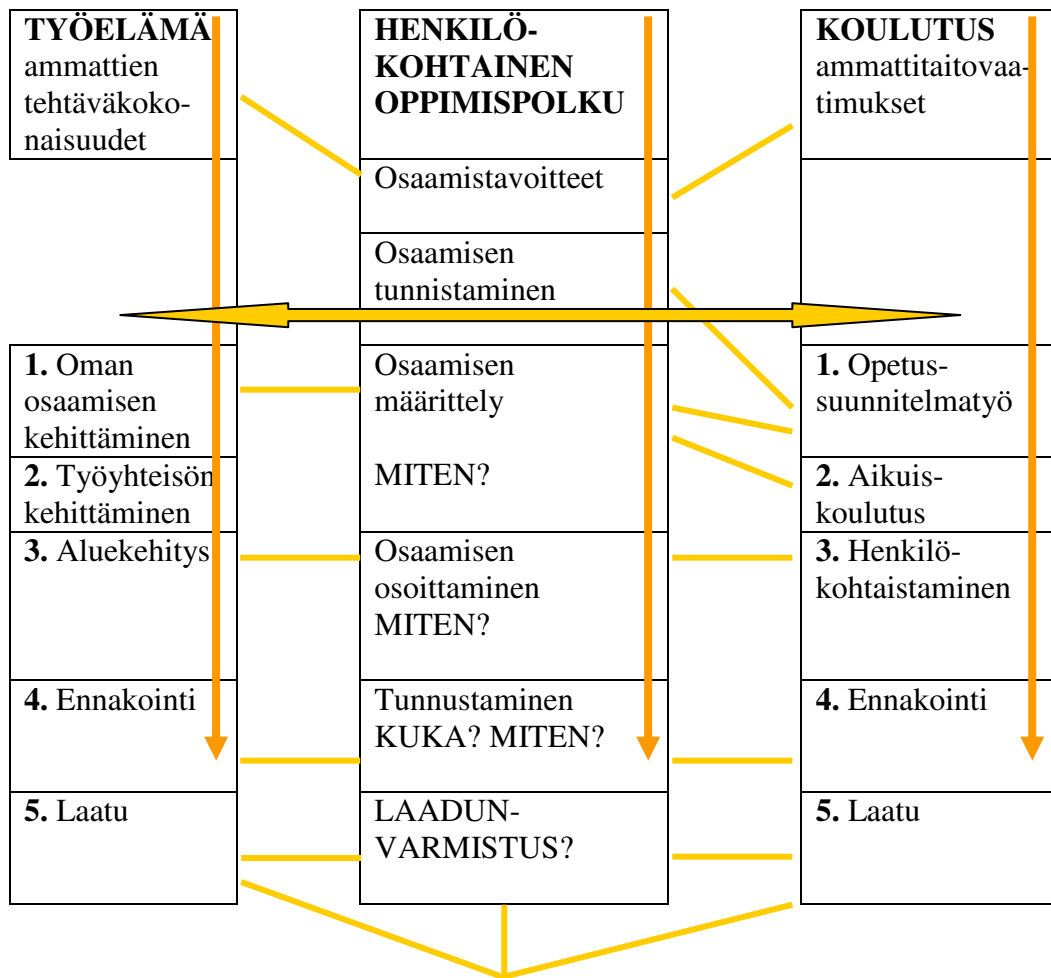 TYÖELÄMÄ
ammattien
tehtäväkoko-
naisuudet
1. Oman
osaamisen
kehittäminen
2. Työyhteisön
kehittäminen
3. Aluekehitys
4. Ennakointi
5. Laatu
HENKILÖ-
KOHTAINEN
OPPIMISPOLKU
Osaamistavoitteet
Osaamisen
tunnistaminen
Osaamisen
määrittely
MITEN?
Osaamisen
osoittaminen
MITEN?
Tunnustaminen
KUKA? MITEN?
LAADUN-
VARMISTUS?
KOULUTUS
ammattitaitovaa-
timukset
1. Opetus-
suunnitelmatyö
2. Aikuis-
koulutus
3. Henkilö-
kohtaistaminen
4. Ennakointi
5. Laatu